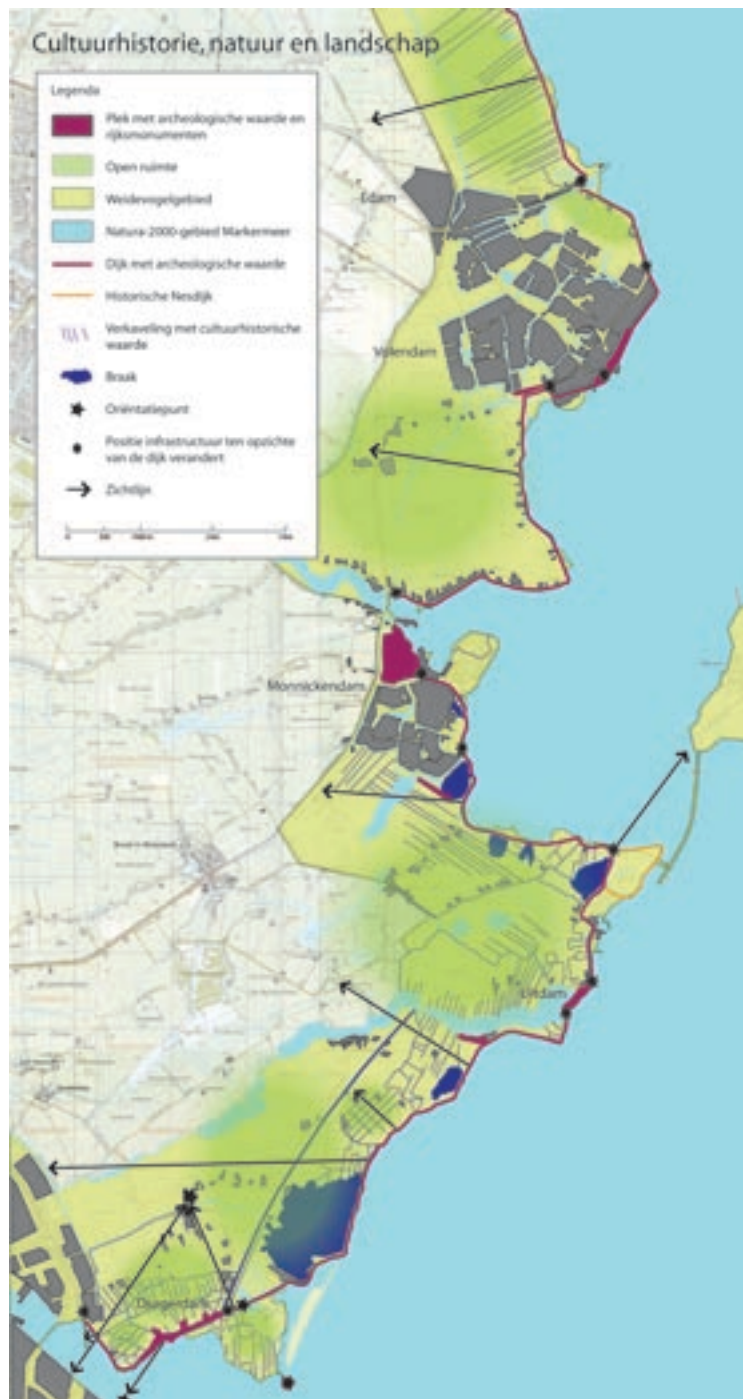 Cultuurhistorie, natuur en landschap
Legenda
Plek met archeologische waarde en
rijksmonumenten
Open ruimte
Weidevogelgebied
Natura-2000-gebied Markermeer
Dijk met archeologische waarde
Historische Nesdijk
Verkaveling met cultuurhistorische
waarde
Braak
Oriëntatiepunt
Positie infrastructuur ten opzichte
van de dijk verandert
Zichtlijn
Edam
Volendam
Monnickendam
Uitdam
Durgerdam